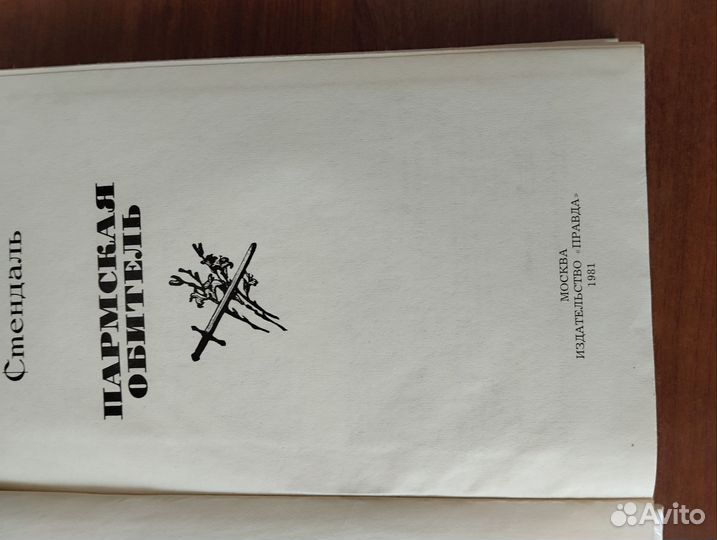 Стендаль
ПАРМСКАЯ
ОБИТЕЛЬ
МОСКВА
ИЗДАТЕЛЬСТВО «ПРАВДА»
1981
Avito